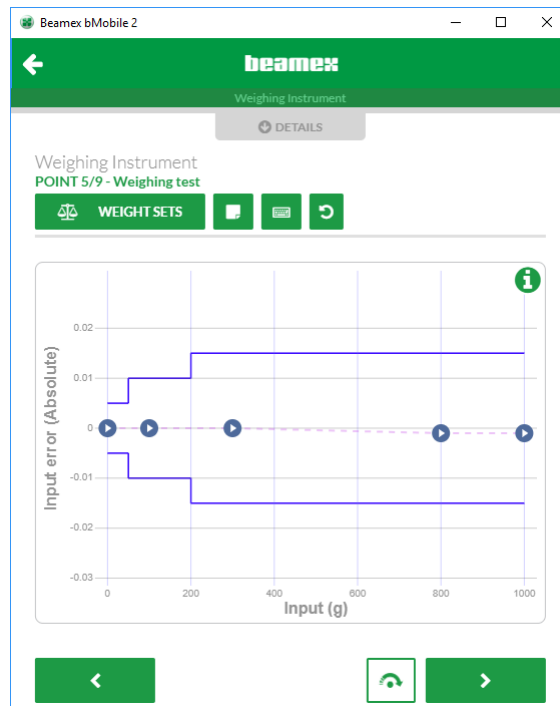 Beamex bMobile 2
beamex
Weighing Instrument
DETAILS
Weighing Instrument
POINT 5/9 - Weighing test
WEIGHT SETS
Input error (Absolute)
0.02
0.01
0
-0.01
-0.02
-0.03
0 200 400 600 800 1000
Input (g)